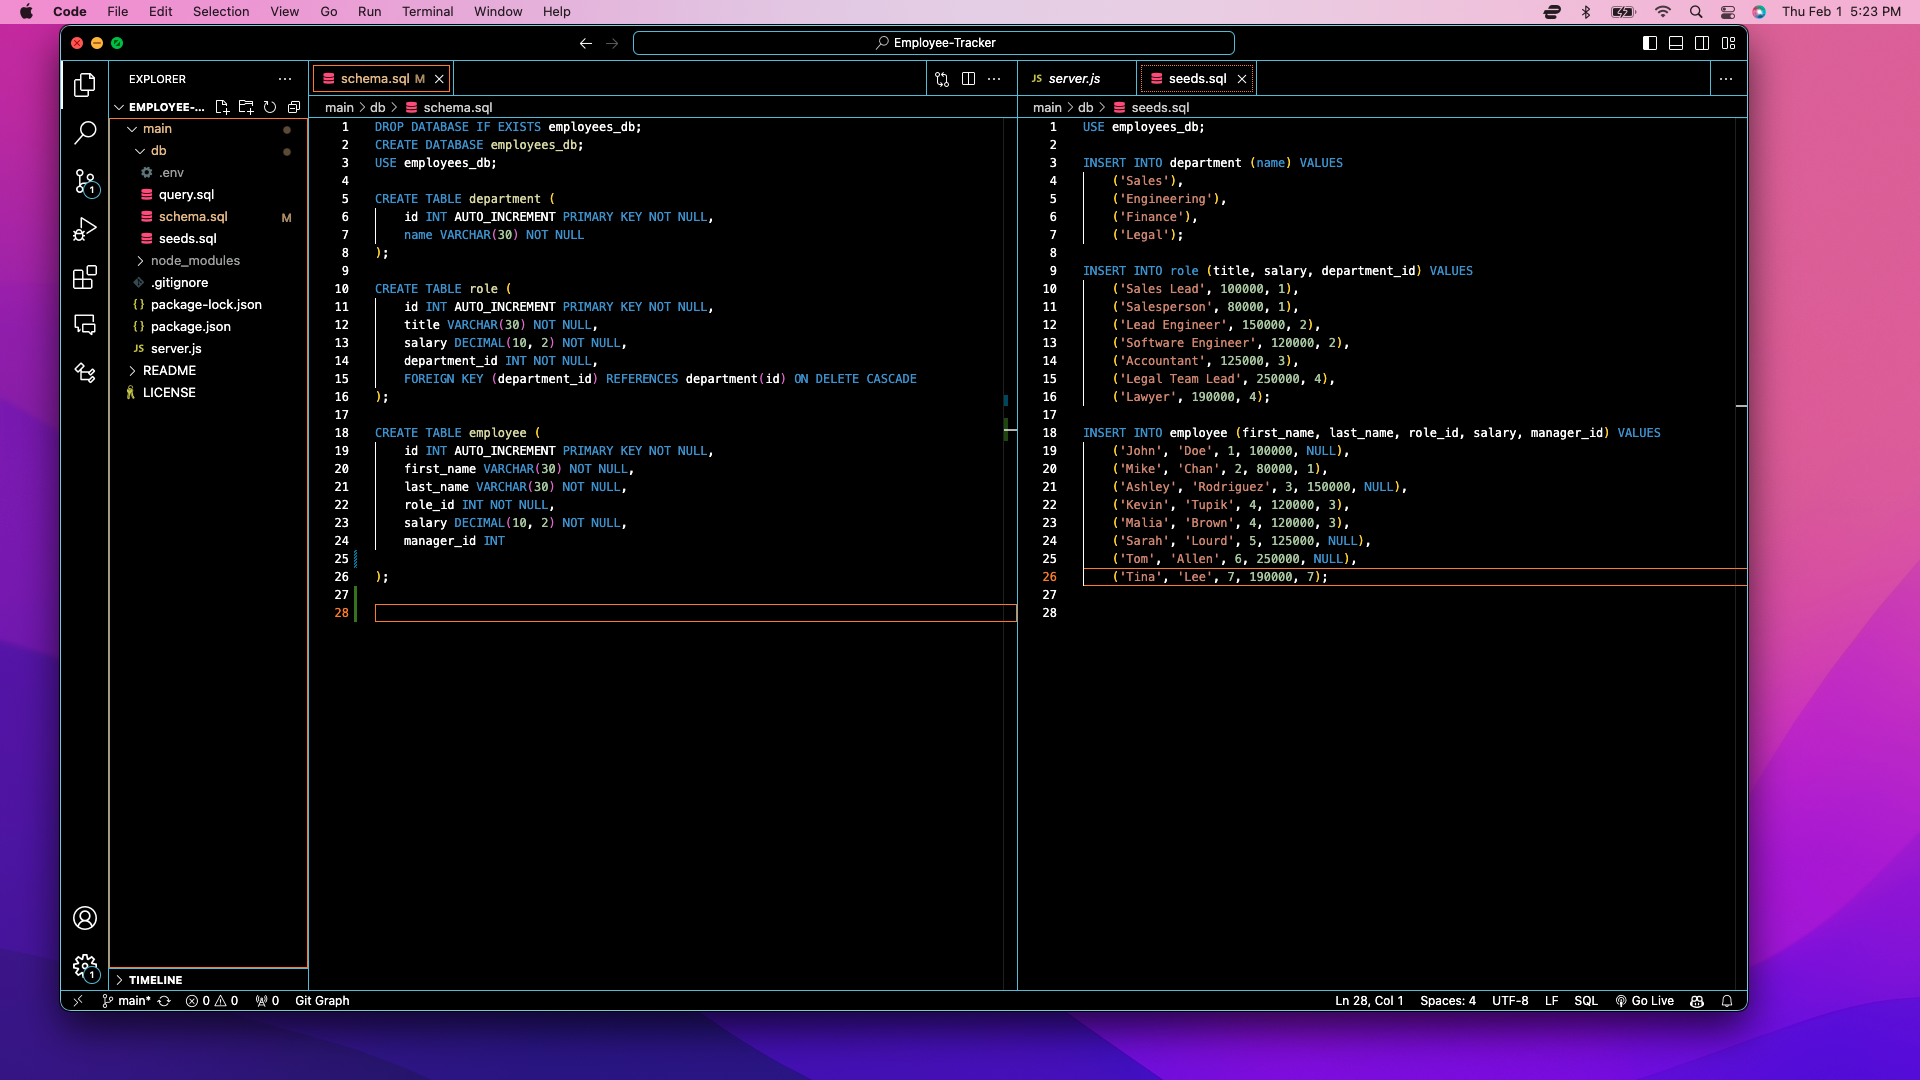 Code File Edit Selection View Go Run Terminal Window Help Thu Feb 1 5:23 PM
Employee-Tracker
EXPLORER
EMPLOYEE-...
main
db
.env
query.sql
schema.sql M
seeds.sql
node_modules
.gitignore
package-lock.json
package.json
JS server.js
README
LICENSE
TIMELINE
1
1
schema.sql M
main > db > schema.sql
1 DROP DATABASE IF EXISTS employees_db;
2 CREATE DATABASE employees_db;
3 USE employees_db;
4
5 CREATE TABLE department (
6 id INT AUTO_INCREMENT PRIMARY KEY NOT NULL,
7 name VARCHAR(30) NOT NULL
8 );
9
10 CREATE TABLE role (
11 id INT AUTO_INCREMENT PRIMARY KEY NOT NULL,
12 title VARCHAR(30) NOT NULL,
13 salary DECIMAL(10, 2) NOT NULL,
14 department_id INT NOT NULL,
15 FOREIGN KEY (department_id) REFERENCES department(id) ON DELETE CASCADE
16 );
17
18 CREATE TABLE employee (
19 id INT AUTO_INCREMENT PRIMARY KEY NOT NULL,
20 first_name VARCHAR(30) NOT NULL,
21 last_name VARCHAR(30) NOT NULL,
22 role_id INT NOT NULL,
23 salary DECIMAL(10, 2) NOT NULL,
24 manager_id INT
25
26 );
27
28
JS server.js seeds.sql
main > db > seeds.sql
1 USE employees_db;
2
3 INSERT INTO department (name) VALUES
4 ('Sales'),
5 ('Engineering'),
6 ('Finance'),
7 ('Legal');
8
9 INSERT INTO role (title, salary, department_id) VALUES
10 ('Sales Lead', 100000, 1),
11 ('Salesperson', 80000, 1),
12 ('Lead Engineer', 150000, 2),
13 ('Software Engineer', 120000, 2),
14 ('Accountant', 125000, 3),
15 ('Legal Team Lead', 250000, 4),
16 ('Lawyer', 190000, 4);
17
18 INSERT INTO employee (first_name, last_name, role_id, salary, manager_id) VALUES
19 ('John', 'Doe', 1, 100000, NULL),
20 ('Mike', 'Chan', 2, 80000, 1),
21 ('Ashley', 'Rodriguez', 3, 150000, NULL),
22 ('Kevin', 'Tupik', 4, 120000, 3),
23 ('Malia', 'Brown', 4, 120000, 3),
24 ('Sarah', 'Lourd', 5, 125000, NULL),
25 ('Tom', 'Allen', 6, 250000, NULL),
26 ('Tina', 'Lee', 7, 190000, 7);
27
28
main* 0 0 0 Git Graph Ln 28, Col 1 Spaces: 4 UTF-8 LF SQL Go Live